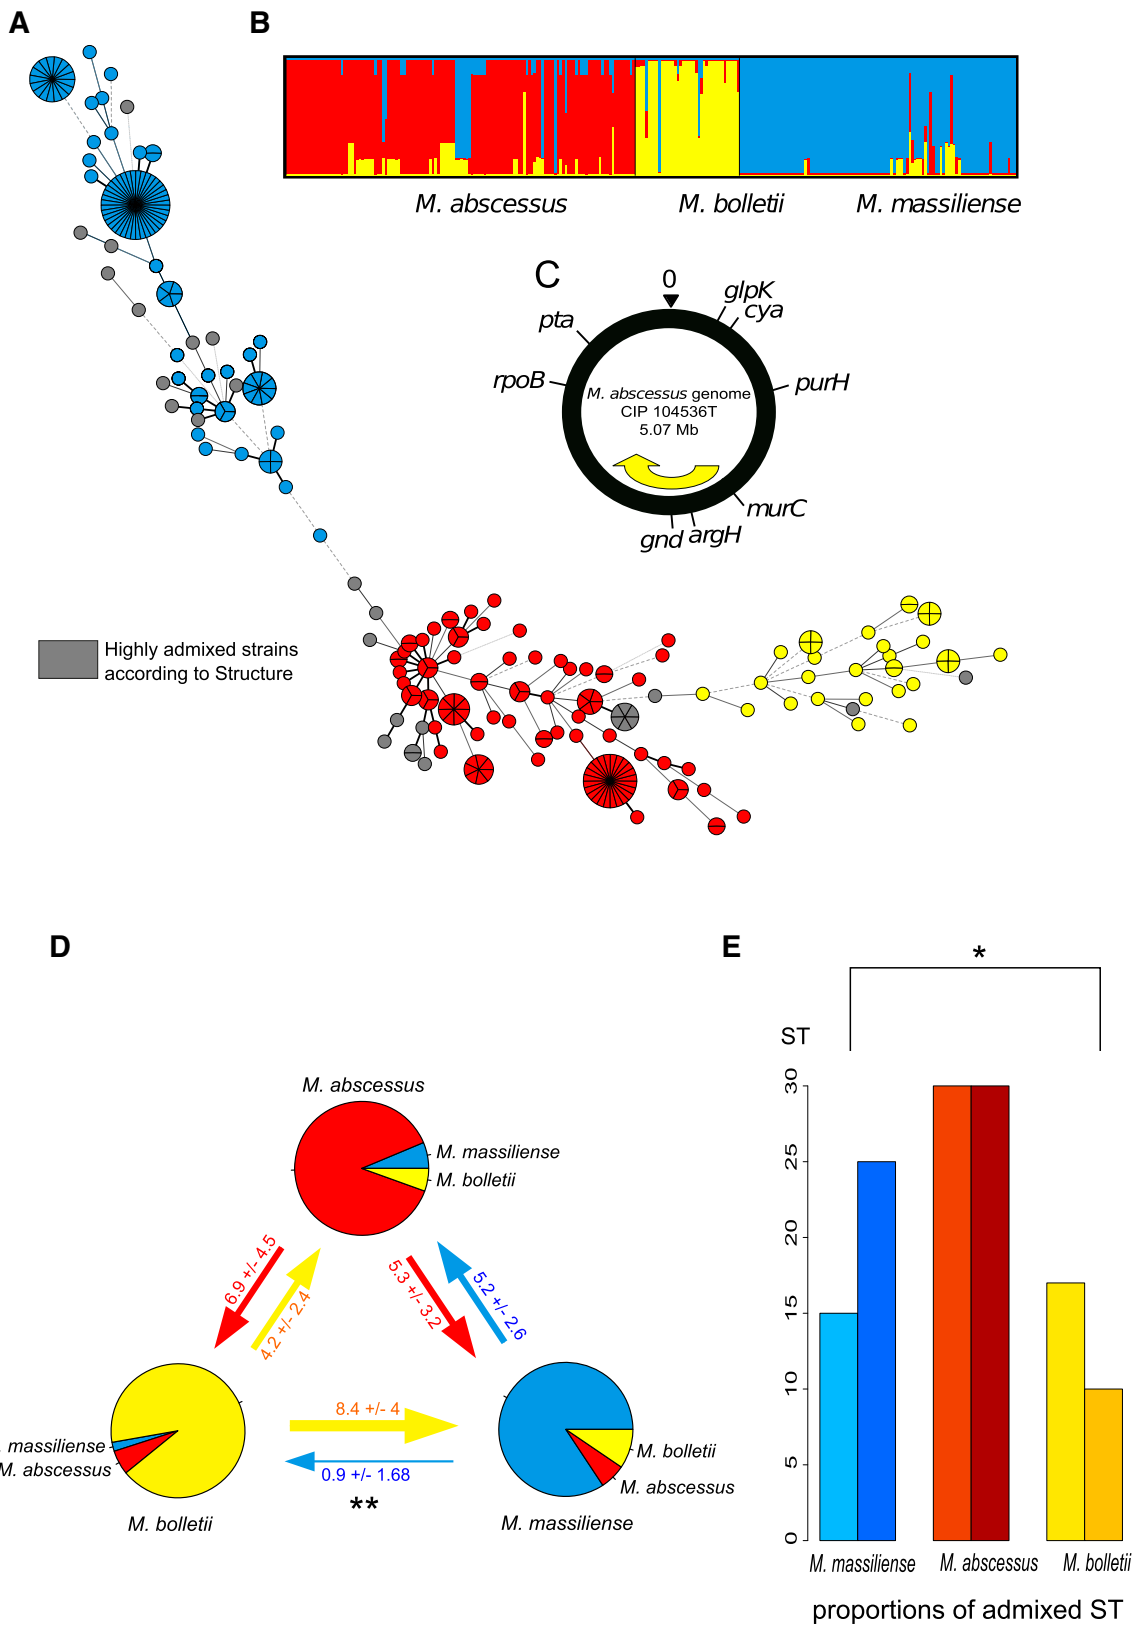 A
B
M. abscessus
M. bolletii
M. massiliense
C
0
glpK
cya
pta
rpoB
purH
M. abscessus genome
CIP 104536T
5.07 Mb
murC
gnd
argH
Highly admixed strains
according to Structure
D
M. abscessus
M. massiliense
M. bolletii
6.9 +/- 4.5
4.2 +/- 2.4
5.3 +/- 3.2
5.2 +/- 2.6
8.4 +/- 4
0.9 +/- 1.68
**
. massiliense
M. abscessus
M. bolletii
M. bolletii
M. abscessus
M. massiliense
E
*
ST
30
25
20
15
10
5
0
M. massiliense
M. abscessus
M. bolletii
proportions of admixed ST